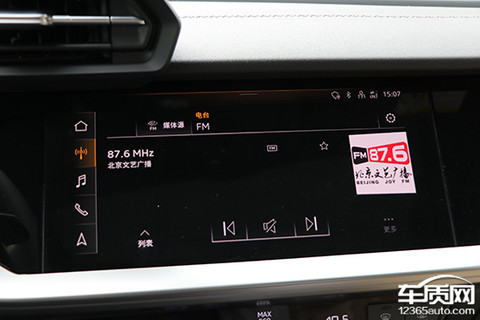 15:07
FM
媒体源
电台
FM
87.6 MHz
北京文艺广播
FM
FM 87.6
北京文艺广播
BEIJING JOY FM
列表
更多
MAX
车质网
12365auto.com